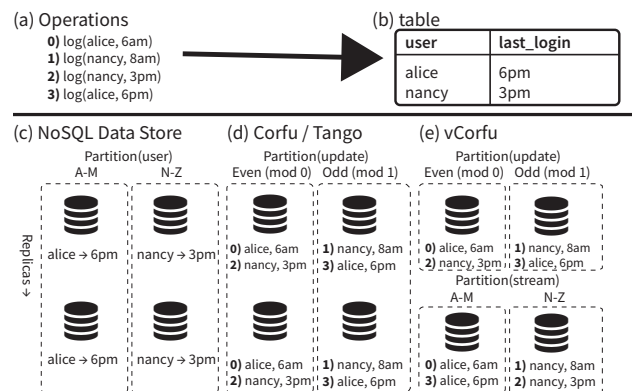 (a) Operations
0) log(alice, 6am)
1) log(nancy, 8am)
2) log(nancy, 3pm)
3) log(alice, 6pm)
(b) table
user last_login
alice 6pm
nancy 3pm
(c) NoSQL Data Store
Partition(user)
A-M N-Z
Replicas →
alice → 6pm nancy → 3pm
alice → 6pm nancy → 3pm
(d) Corfu / Tango
Partition(update)
Even (mod 0) Odd (mod 1)
0) alice, 6am 1) nancy, 8am
2) nancy, 3pm 3) alice, 6pm
0) alice, 6am 1) nancy, 8am
2) nancy, 3pm 3) alice, 6pm
(e) vCorfu
Partition(update)
Even (mod 0) Odd (mod 1)
0) alice, 6am 1) nancy, 8am
2) nancy, 3pm 3) alice, 6pm
Partition(stream)
A-M N-Z
0) alice, 6am 1) nancy, 8am
3) alice, 6pm 2) nancy, 3pm